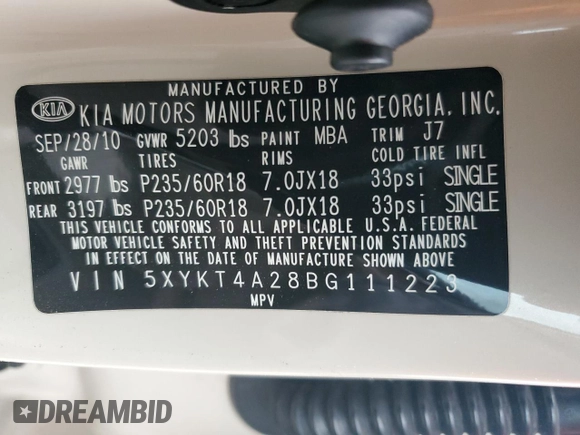 MANUFACTURED BY
KIA KIA MOTORS MANUFACTURING GEORGIA, INC.
SEP/28/10 GVWR 5203 lbs PAINT MBA TRIM J7
GAWR TIRES RIMS COLD TIRE INFL
FRONT 2977 lbs P235/60R18 7.0JX18 33psi SINGLE
REAR 3197 lbs P235/60R18 7.0JX18 33psi SINGLE
THIS VEHICLE CONFORMS TO ALL APPLICABLE U.S.A. FEDERAL
MOTOR VEHICLE SAFETY AND THEFT PREVENTION STANDARDS
IN EFFECT ON THE DATE OF MANUFACTURE SHOWN ABOVE
VIN 5XYKT4A28BG111223
MPV
DREAMBID